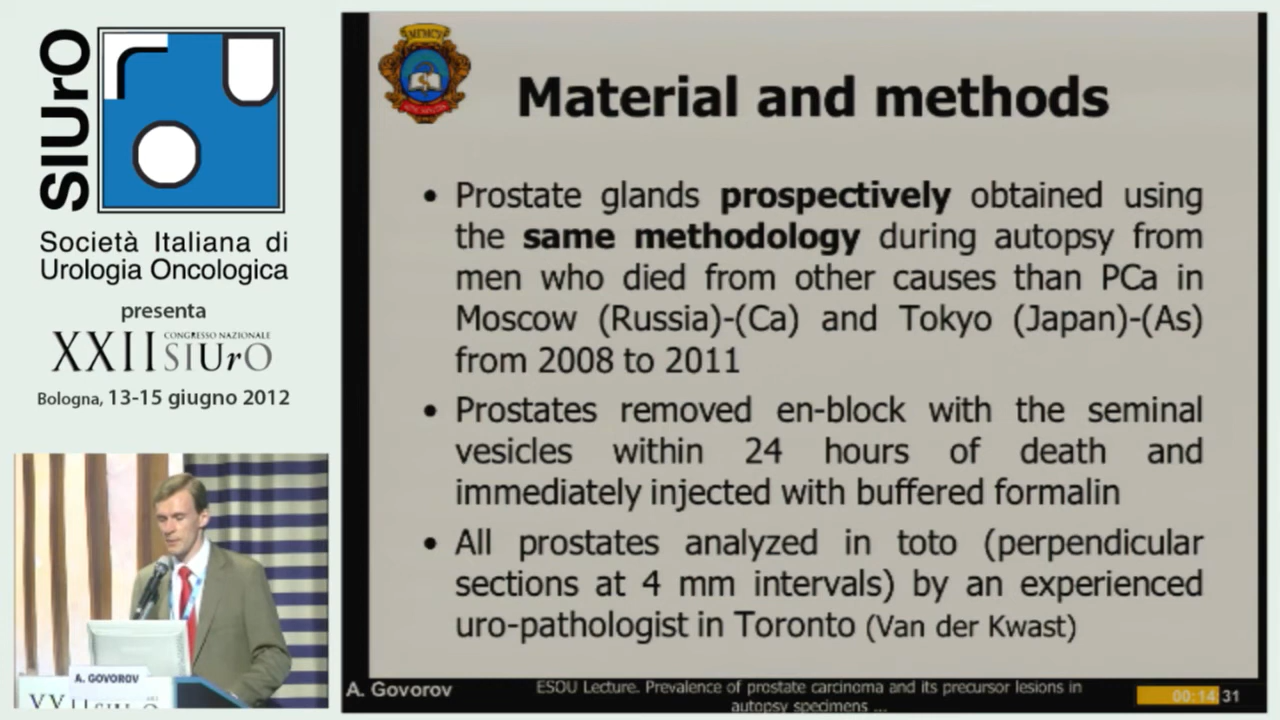 SIUrO
Società Italiana di
Urologia Oncologica
presenta
XXII CONGRESSO NAZIONALE SIUrO
Bologna, 13-15 giugno 2012
A. GOVOROV
Material and methods
• Prostate glands prospectively obtained using
the same methodology during autopsy from
men who died from other causes than PCa in
Moscow (Russia)-(Ca) and Tokyo (Japan)-(As)
from 2008 to 2011
• Prostates removed en-block with the seminal
vesicles within 24 hours of death and
immediately injected with buffered formalin
• All prostates analyzed in toto (perpendicular
sections at 4 mm intervals) by an experienced
uro-pathologist in Toronto (Van der Kwast)
A. Govorov
ESOU Lecture. Prevalence of prostate carcinoma and its precursor lesions in
autopsy specimens ...
00:14:31